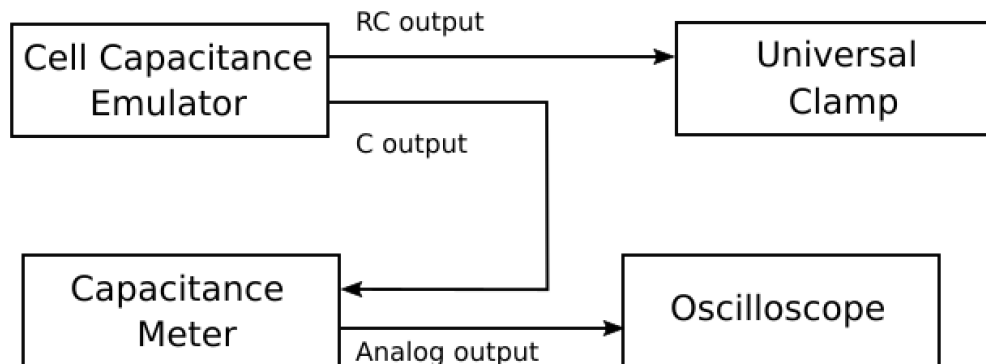 RC output
Cell Capacitance
Emulator
Universal
Clamp
C output
Capacitance
Meter
Oscilloscope
Analog output